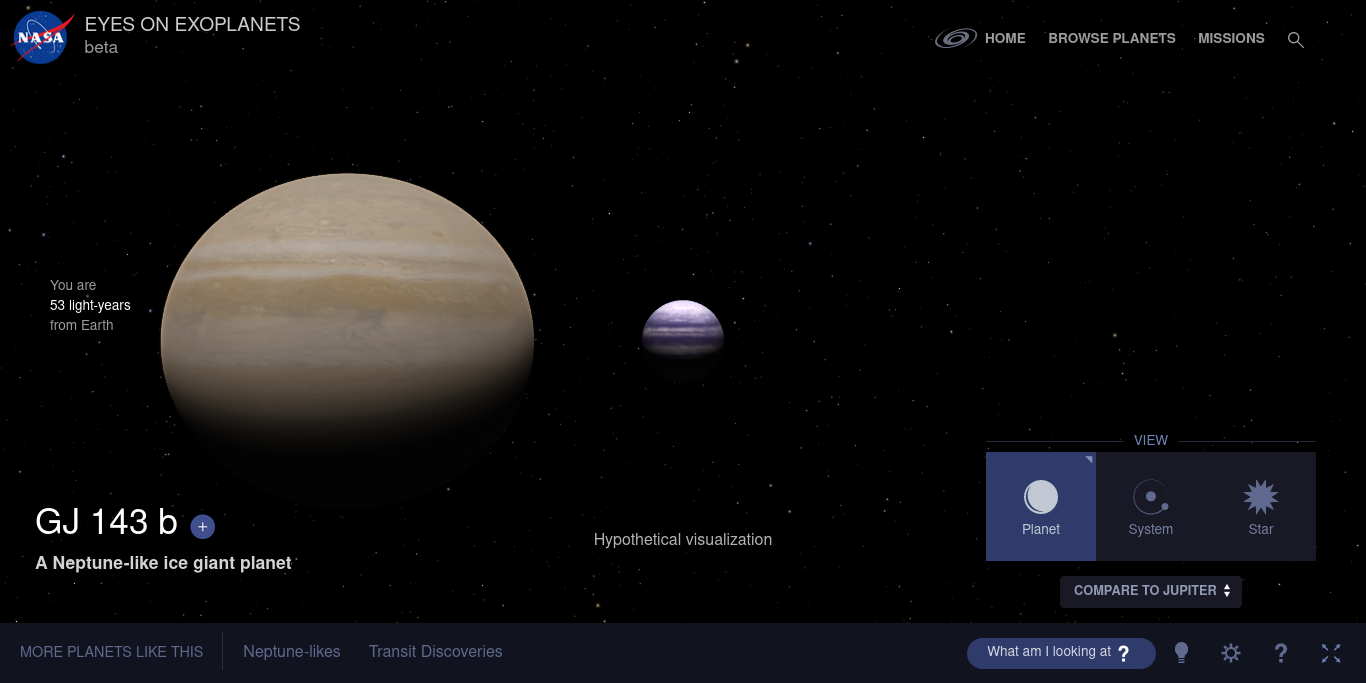 NASA
EYES ON EXOPLANETS
beta
HOME
BROWSE PLANETS
MISSIONS
You are
53 light-years
from Earth
VIEW
Planet
System
Star
GJ 143 b +
A Neptune-like ice giant planet
Hypothetical visualization
COMPARE TO JUPITER
MORE PLANETS LIKE THIS
Neptune-likes
Transit Discoveries
What am I looking at ?
?